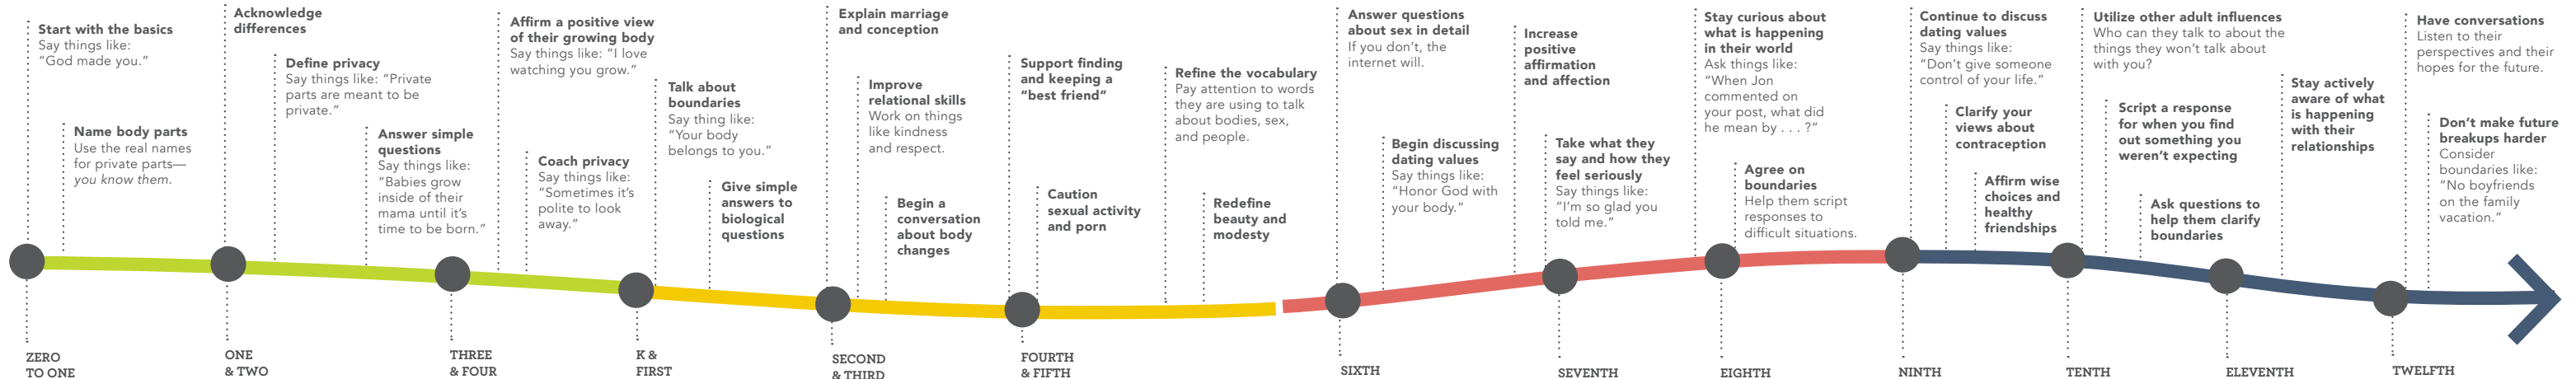 Start with the basics
Say things like:
“God made you.”
Name body parts
Use the real names
for private parts—
you know them.
Acknowledge
differences
Define privacy
Say things like: “Private
parts are meant to be
private.”
Answer simple
questions
Say things like:
“Babies grow
inside of their
mama until it’s
time to be born.”
Affirm a positive view
of their growing body
Say things like: “I love
watching you grow.”
Coach privacy
Say things like:
“Sometimes it’s
polite to look
away.”
Talk about
boundaries
Say thing like:
“Your body
belongs to you.”
Give simple
answers to
biological
questions
Explain marriage
and conception
Improve
relational skills
Work on things
like kindness
and respect.
Begin a
conversation
about body
changes
Support finding
and keeping a
“best friend”
Caution
sexual activity
and porn
Refine the vocabulary
Pay attention to words
they are using to talk
about bodies, sex,
and people.
Redefine
beauty and
modesty
Answer questions
about sex in detail
If you don’t, the
internet will.
Begin discussing
dating values
Say things like:
“Honor God with
your body.”
Increase
positive
affirmation
and affection
Take what they
say and how they
feel seriously
Say things like:
“I’m so glad you
told me.”
Stay curious about
what is happening
in their world
Ask things like:
“When Jon
commented on
your post, what did
he mean by . . . ?”
Agree on
boundaries
Help them script
responses to
difficult situations.
Continue to discuss
dating values
Say things like:
“Don’t give someone
control of your life.”
Clarify your
views about
contraception
Affirm wise
choices and
healthy
friendships
Utilize other adult influences
Who can they talk to about the
things they won’t talk about
with you?
Script a response
for when you find
out something you
weren’t expecting
Ask questions to
help them clarify
boundaries
Stay actively
aware of what
is happening
with their
relationships
Have conversations
Listen to their
perspectives and their
hopes for the future.
Don’t make future
breakups harder
Consider
boundaries like:
“No boyfriends
on the family
vacation.”
ZERO
TO ONE
ONE
& TWO
THREE
& FOUR
K &
FIRST
SECOND
& THIRD
FOURTH
& FIFTH
SIXTH
SEVENTH
EIGHTH
NINTH
TENTH
ELEVENTH
TWELFTH